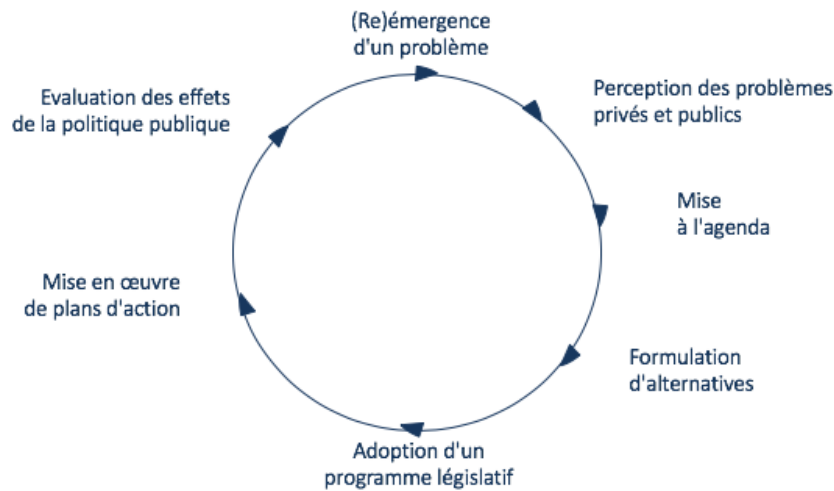 (Re)émergence
d'un problème
Perception des problèmes
privés et publics
Mise
à l'agenda
Formulation
d'alternatives
Adoption d'un
programme législatif
Mise en œuvre
de plans d'action
Evaluation des effets
de la politique publique